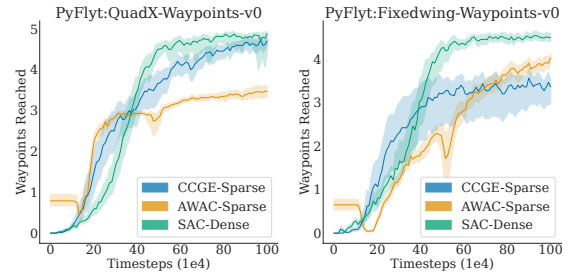 PyFlyt:QuadX-Waypoints-v0
Waypoints Reached
5
4
3
2
1
0
CCGE-Sparse
AWAC-Sparse
SAC-Dense
0 20 40 60 80 100
Timesteps (1e4)
PyFlyt:Fixedwing-Waypoints-v0
Waypoints Reached
4
3
2
1
0
CCGE-Sparse
AWAC-Sparse
SAC-Dense
0 20 40 60 80 100
Timesteps (1e4)